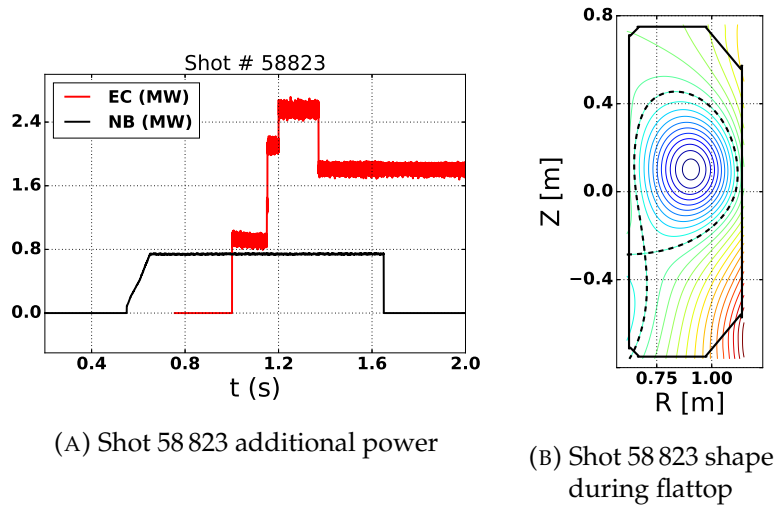 Shot # 58823
EC (MW)
NB (MW)
2.4
1.6
0.8
0.0
0.4 0.8 1.2 1.6 2.0
t (s)
(A) Shot 58 823 additional power
0.8
0.4
0.0
−0.4
Z [m]
0.75 1.00
R [m]
(B) Shot 58 823 shape
during flattop